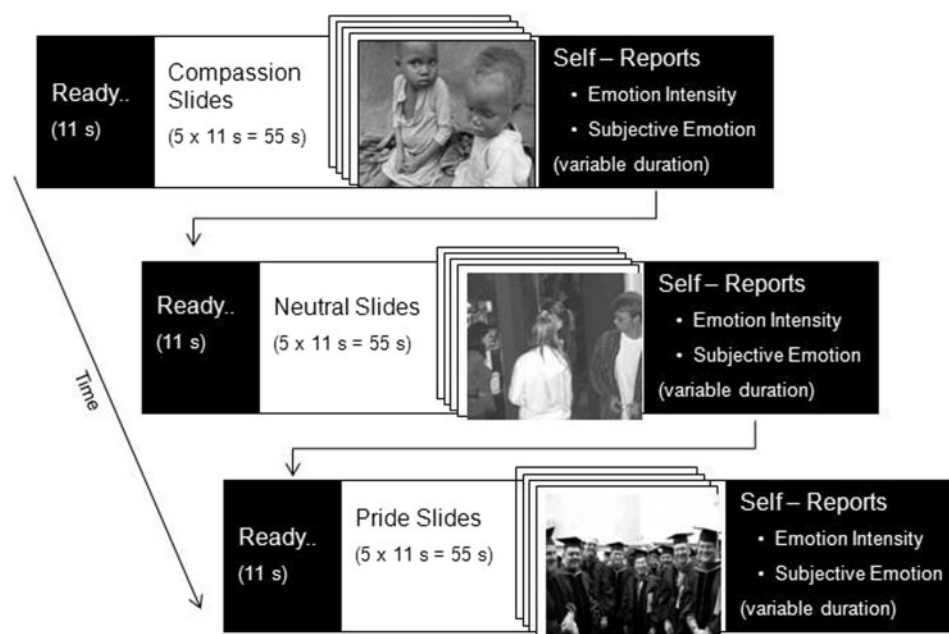 Ready..
(11 s)
Compassion
Slides
(5 x 11 s = 55 s)
Self – Reports
• Emotion Intensity
• Subjective Emotion
(variable duration)
Ready..
(11 s)
Neutral Slides
(5 x 11 s = 55 s)
Self – Reports
• Emotion Intensity
• Subjective Emotion
(variable duration)
Time
Ready..
(11 s)
Pride Slides
(5 x 11 s = 55 s)
Self – Reports
• Emotion Intensity
• Subjective Emotion
(variable duration)